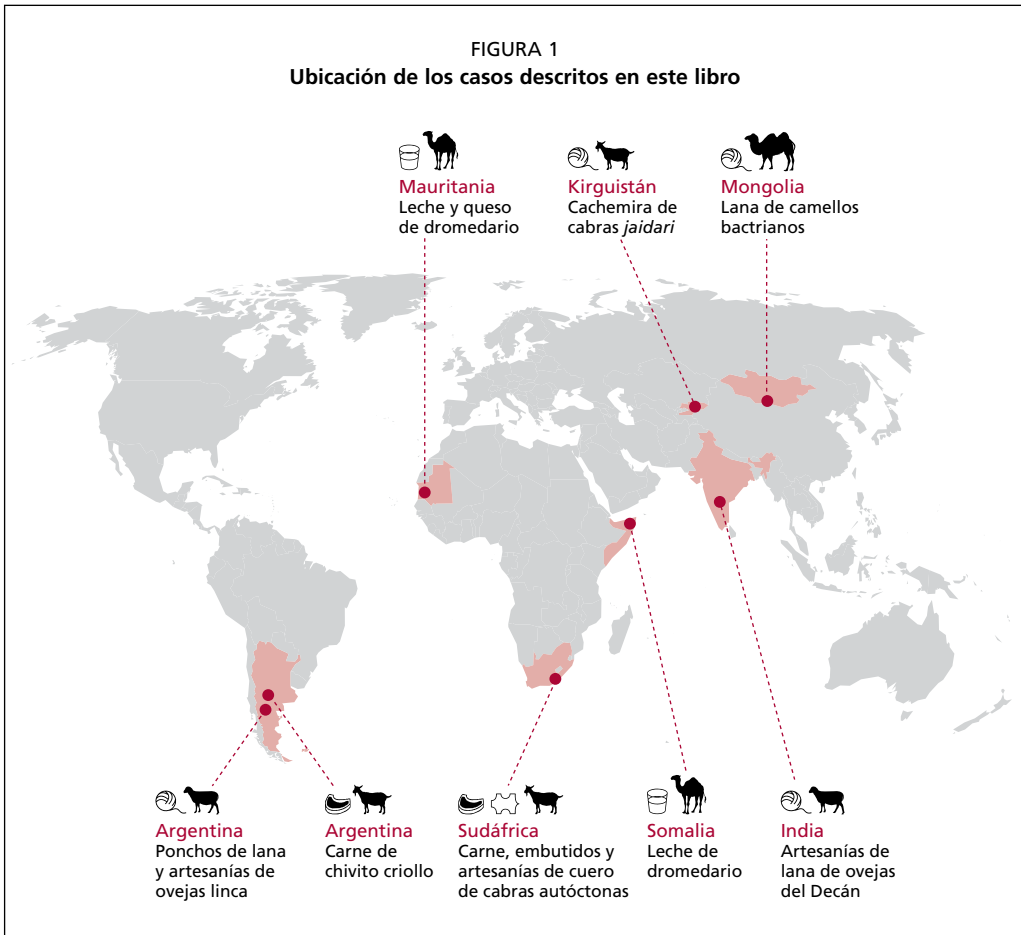 FIGURA 1
Ubicación de los casos descritos en este libro
Mauritania
Leche y queso
de dromedario
Kirguistán
Cachemira de
cabras jaidari
Mongolia
Lana de camellos
bactrianos
Argentina
Ponchos de lana
y artesanías de
ovejas linca
Argentina
Carne de
chivito criollo
Sudáfrica
Carne, embutidos y
artesanías de cuero
de cabras autóctonas
Somalia
Leche de
dromedario
India
Artesanías de
lana de ovejas
del Decán